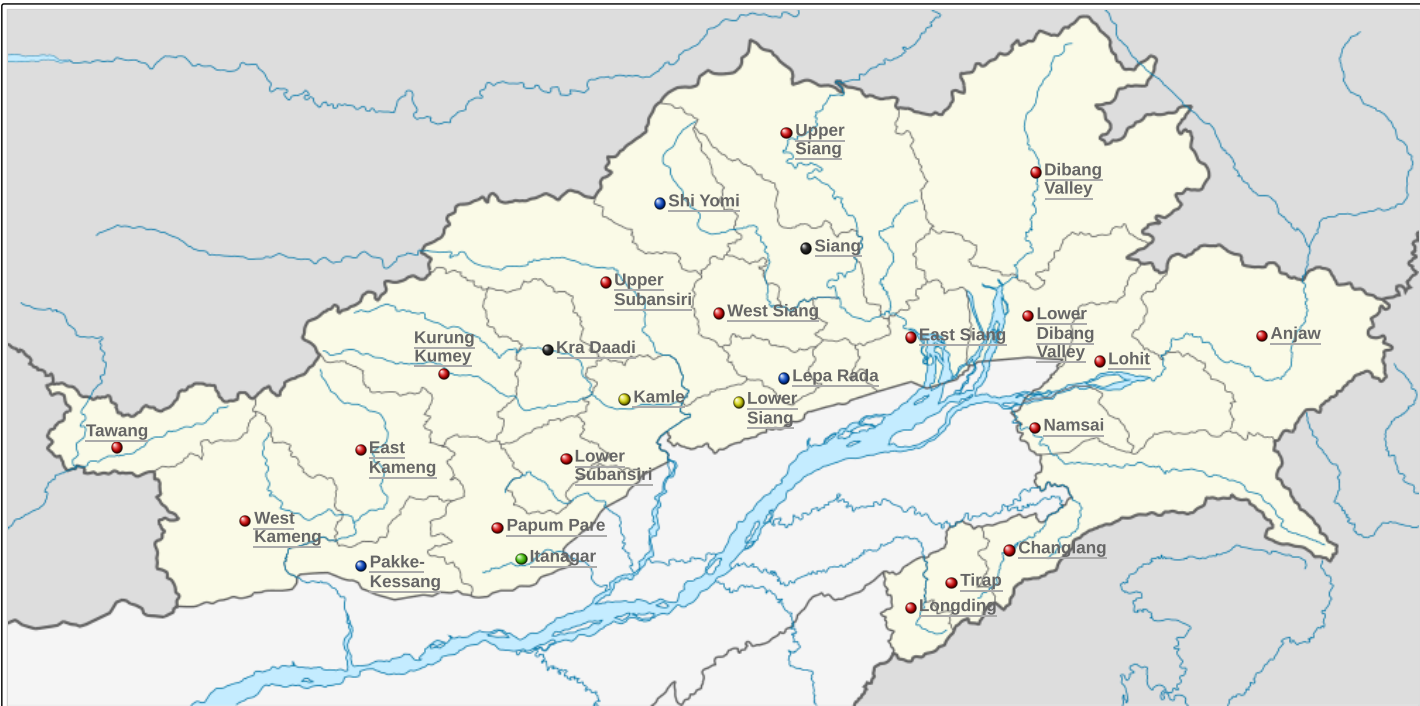 Upper
Siang
Dibang
Valley
Shi Yomi
Siang
Upper
Subansiri
West Siang
East Siang
Lower
Dibang
Valley
Anjaw
Kurung
Kumey
Kra Daadi
Lohit
Lepa Rada
Kamle
Lower
Siang
Tawang
Namsai
East
Kameng
Lower
Subansiri
West
Kameng
Papum Pare
Itanagar
Pakke-
Kessang
Changlang
Tirap
Longding